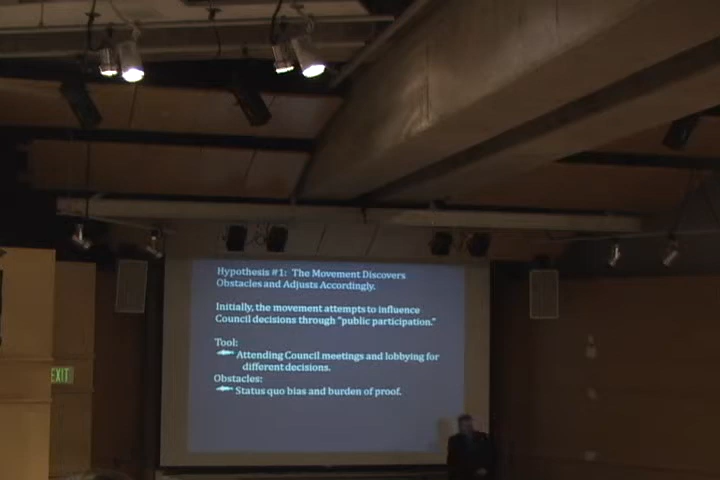 Hypothesis #1: The Movement Discovers
Obstacles and Adjusts Accordingly.
Initially, the movement attempts to influence
Council decisions through "public participation."
Tool:
Attending Council meetings and lobbying for
different decisions.
Obstacles:
Status quo bias and burden of proof.
EXIT